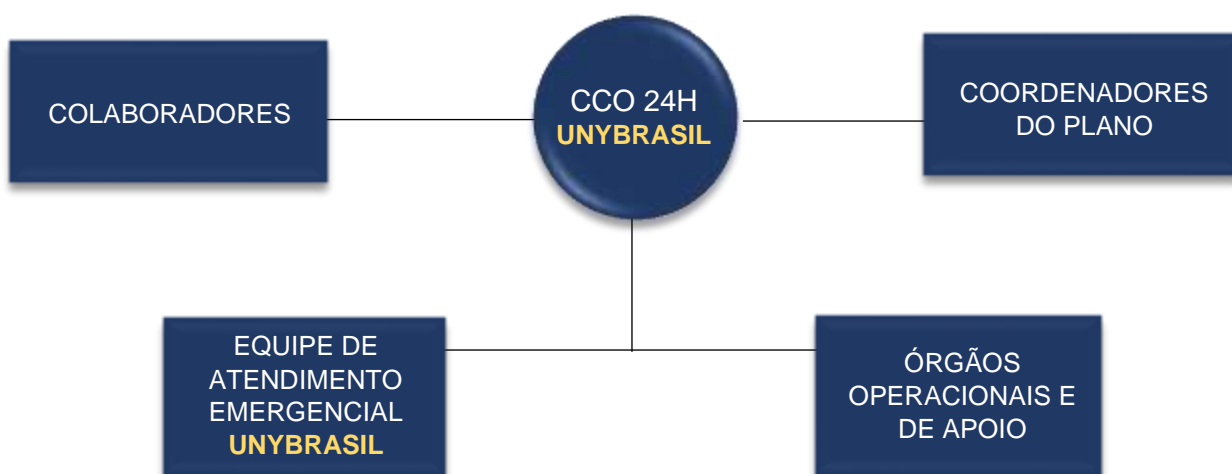 COLABORADORES
CCO 24H
UNYBRASIL
COORDENADORES
DO PLANO
EQUIPE DE
ATENDIMENTO
EMERGENCIAL
UNYBRASIL
ÓRGÃOS
OPERACIONAIS E
DE APOIO